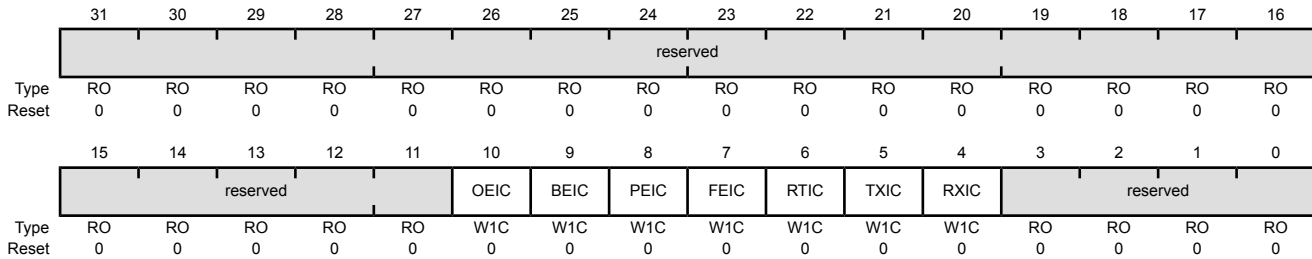 31 30 29 28 27 26 25 24 23 22 21 20 19 18 17 16
reserved
Type RO RO RO RO RO RO RO RO RO RO RO RO RO RO RO RO
Reset 0 0 0 0 0 0 0 0 0 0 0 0 0 0 0 0
15 14 13 12 11 10 9 8 7 6 5 4 3 2 1 0
reserved OEIC BEIC PEIC FEIC RTIC TXIC RXIC reserved
Type RO RO RO RO RO W1C W1C W1C W1C W1C W1C W1C RO RO RO RO
Reset 0 0 0 0 0 0 0 0 0 0 0 0 0 0 0 0